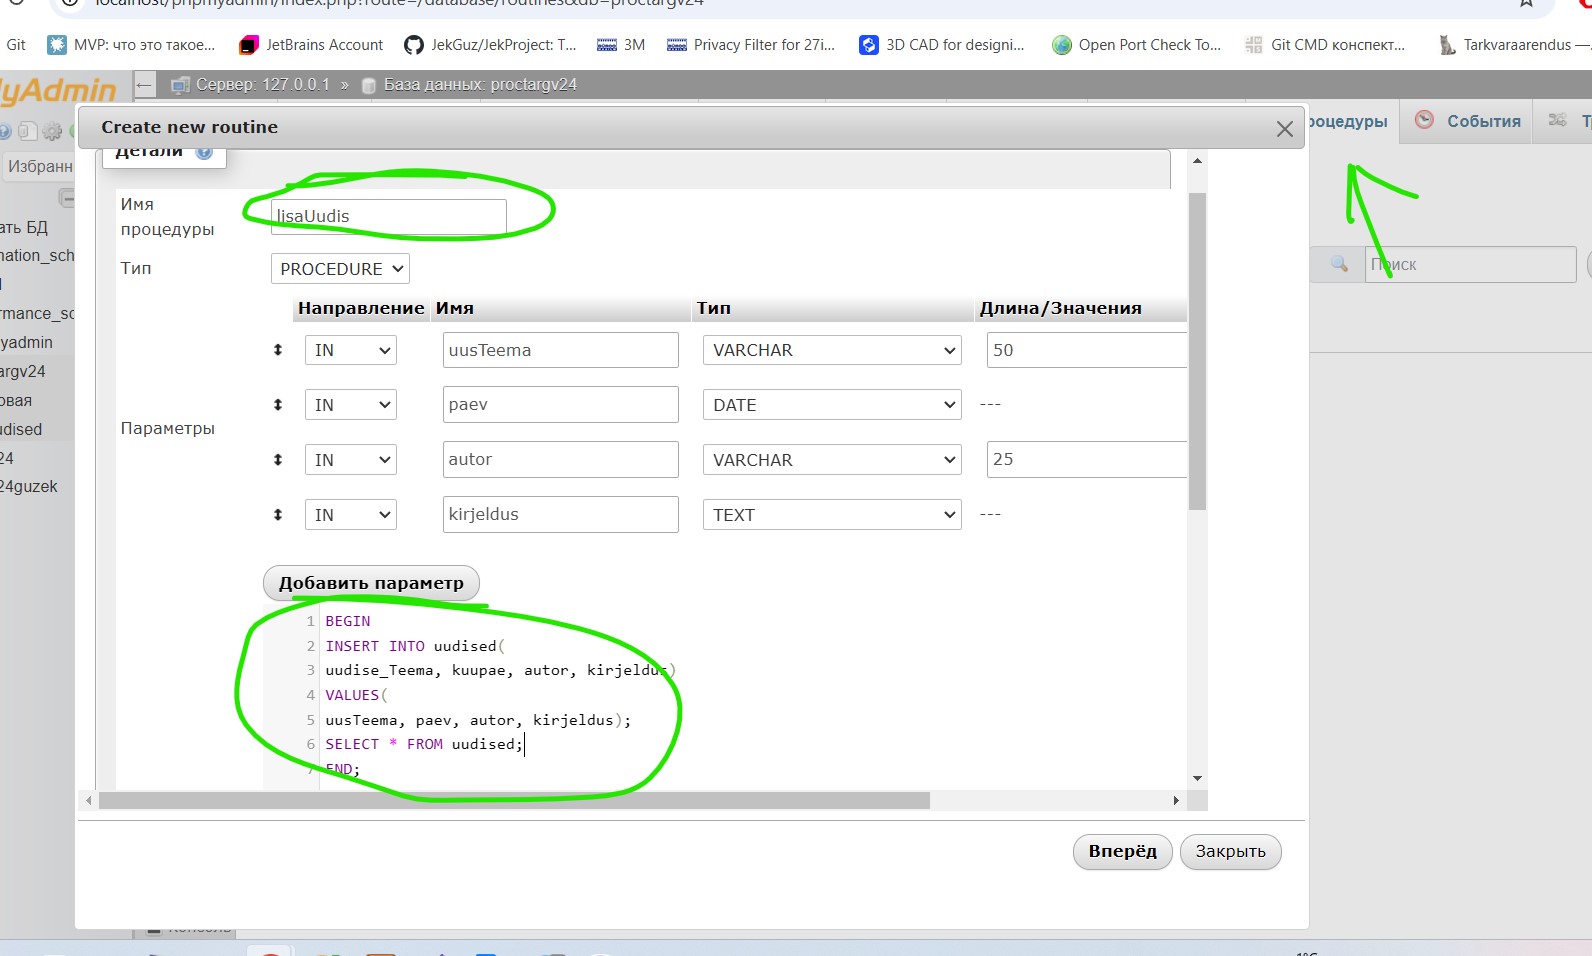 localhost/phpmyadmin/index.php?route=/database/routines&db=proctargv24
Git MVP: что это такое... JetBrains Account JekGuz/JekProject: T... 3M Privacy Filter for 27i... 3D CAD for designi... Open Port Check To... Git CMD конспект... Tarkvaraarendus —
yAdmin
Сервер: 127.0.0.1 » База данных: proctargv24
Create new routine
роцедуры События Т
Детали
Избранн
Имя процедуры lisaUudis
ать БД
mation_sch
Тип PROCEDURE
Поиск
Направление Имя Тип Длина/Значения
rmance_sc
yadmin
IN uusTeema VARCHAR 50
argv24
овая
IN paev DATE ---
Параметры
udised
24
IN autor VARCHAR 25
24guzek
IN kirjeldus TEXT ---
Добавить параметр
1 BEGIN
2 INSERT INTO uudised(
3 uudise_Teema, kuupae, autor, kirjeldus)
4 VALUES(
5 uusTeema, paev, autor, kirjeldus);
6 SELECT * FROM uudised;
7 END;
Вперёд Закрыть
Консоль